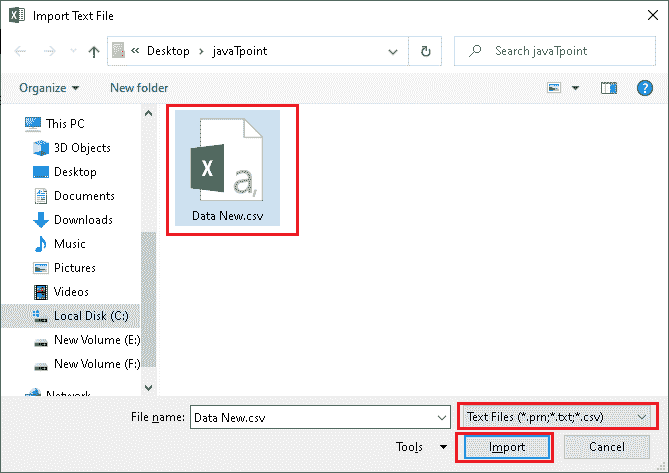 Import Text File
« Desktop › javaTpoint
Search javaTpoint
Organize
New folder
This PC
3D Objects
Desktop
Documents
Downloads
Music
Pictures
Videos
Local Disk (C:)
New Volume (E:)
New Volume (F:)
Network
X a,
Data New.csv
File name:
Data New.csv
Text Files (*.prn;*.txt;*.csv)
Tools
Import
Cancel